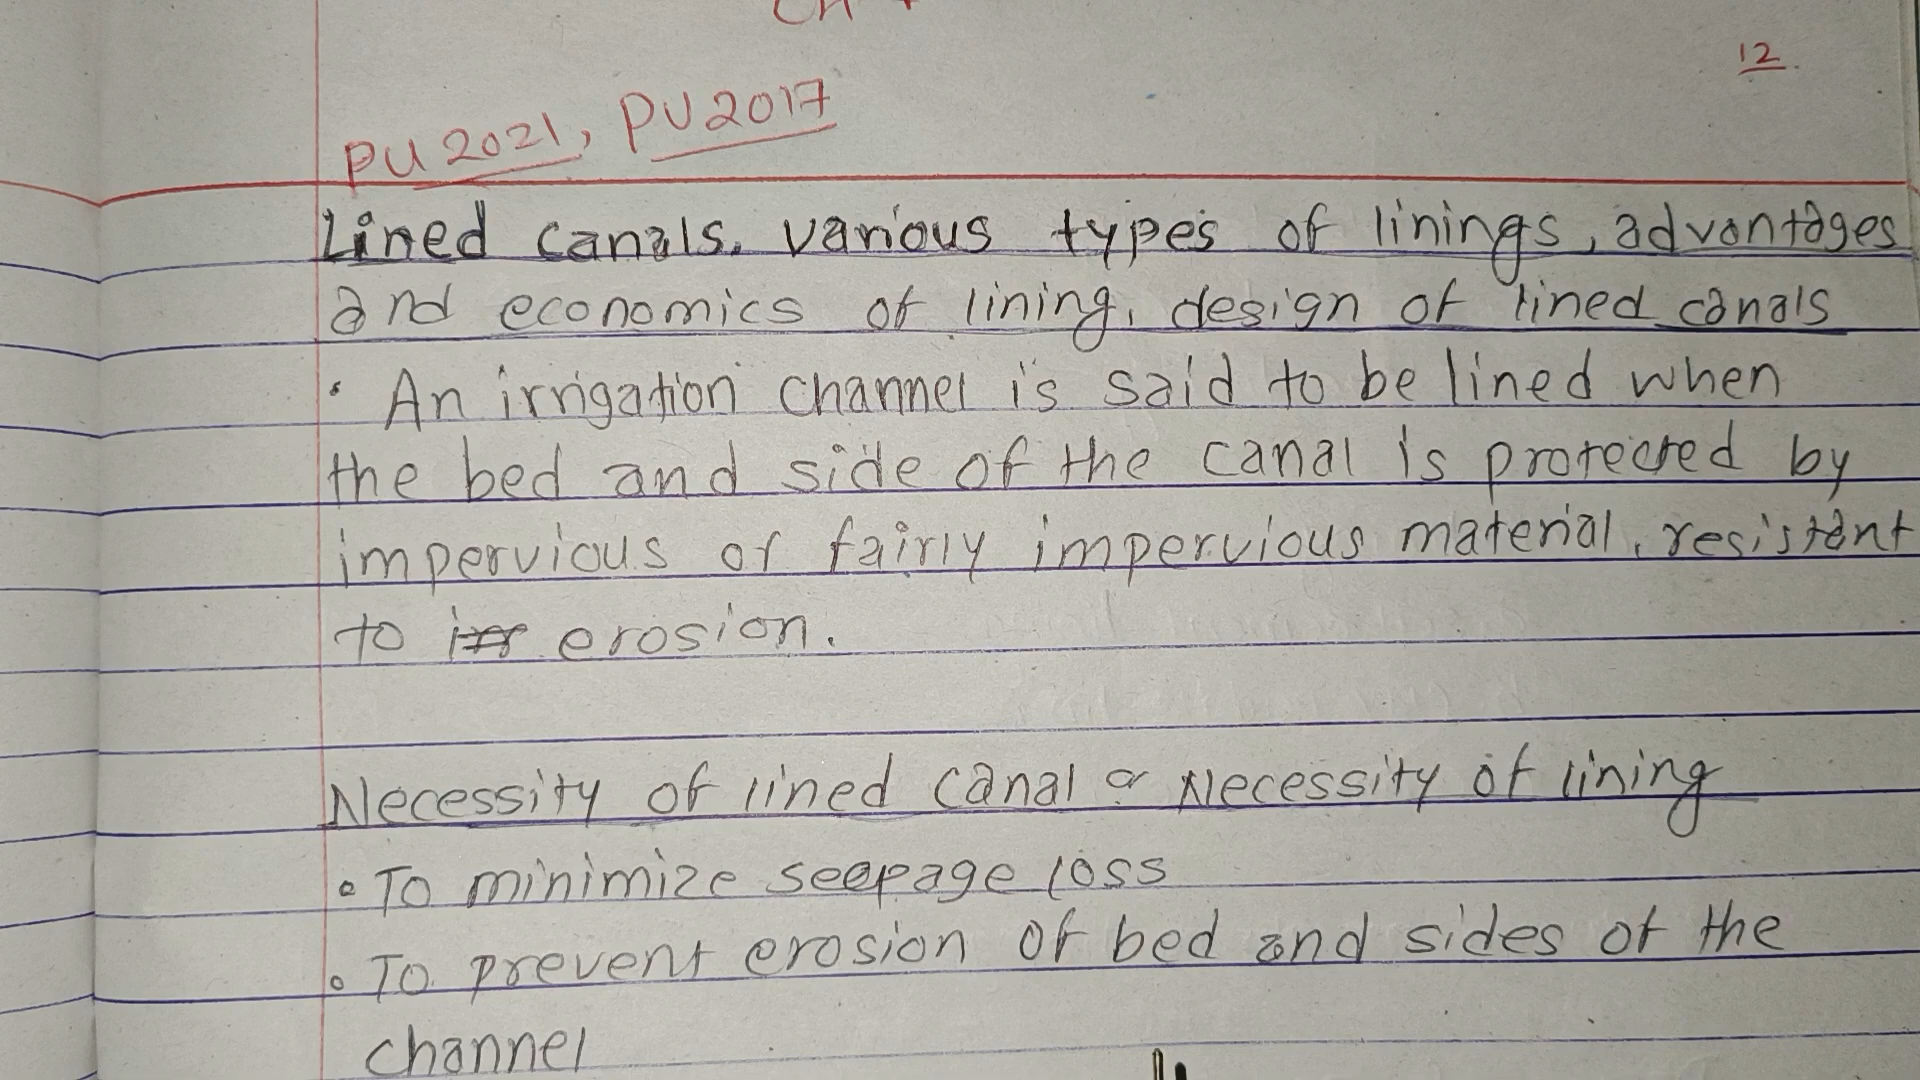 12
PU 2021, PU 2017
Lined canals. various types of linings, advantages
and economics of lining, design of lined canals
• An irrigation channel is said to be lined when
the bed and side of the canal is protected by
impervious or fairly impervious material, resistant
to erosion.
Necessity of lined canal or Necessity of lining
• To minimize seepage loss
• To prevent erosion of bed and sides of the
channel